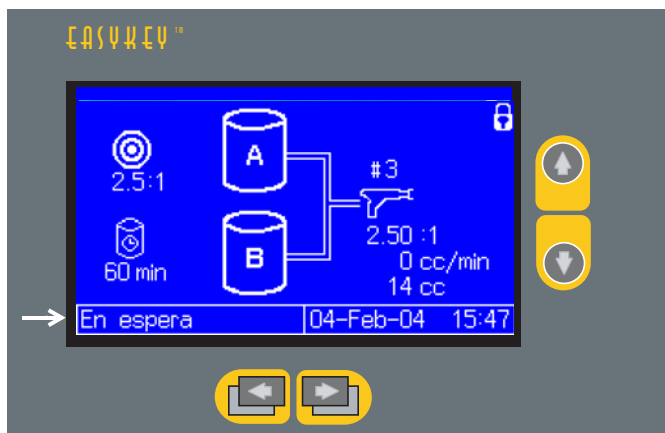 EASYKEY™
A
2.5:1
#3
2.50 :1
B
60 min
0 cc/min
14 cc
En espera
04-Feb-04 15:47